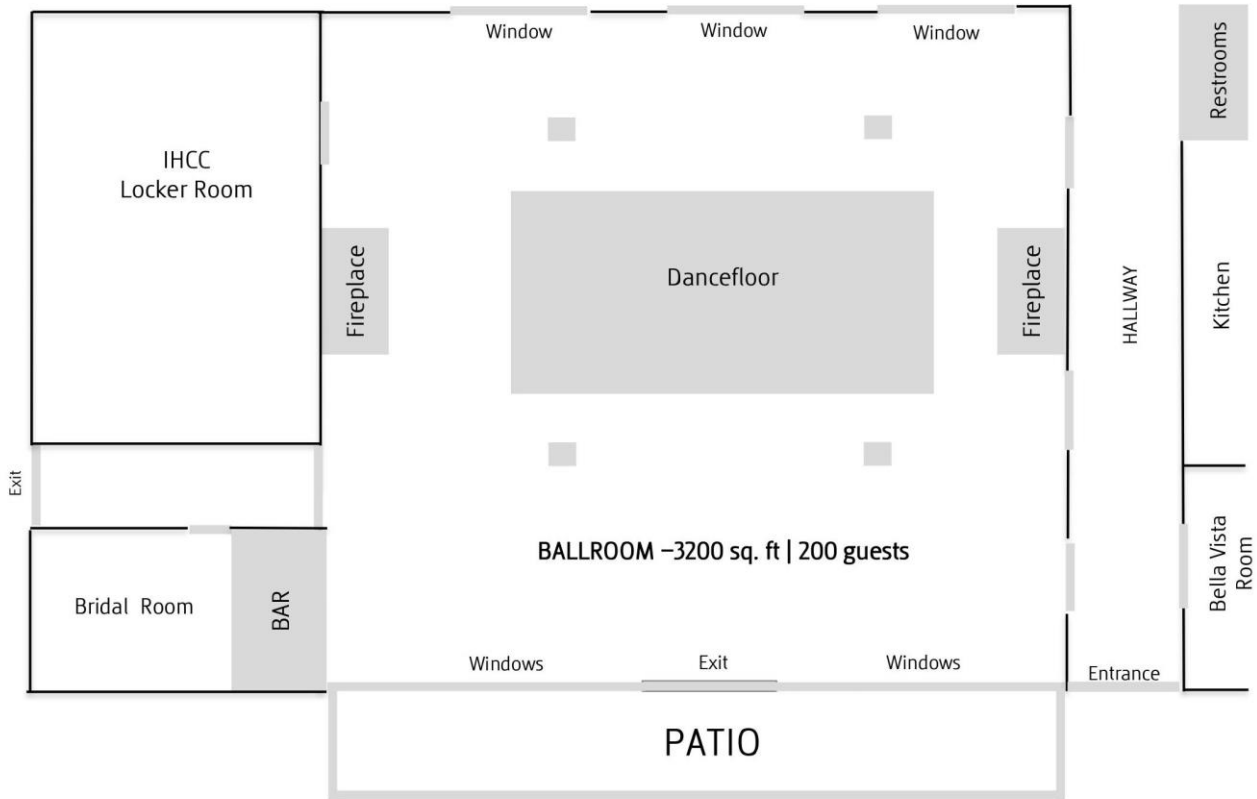 Window
Window
Window
Restrooms
IHCC
Locker Room
Fireplace
Dancefloor
Fireplace
HALLWAY
Kitchen
Exit
BALLROOM –3200 sq. ft | 200 guests
Bridal Room
BAR
Bella Vista
Room
Windows
Exit
Windows
Entrance
PATIO